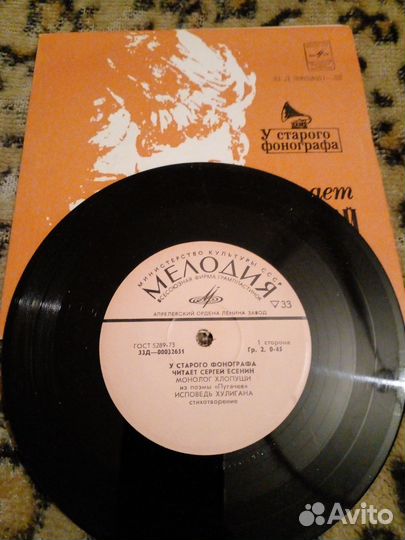 У старого
фонографа
МИНИСТЕРСТВО КУЛЬТУРЫ СССР
МЕЛОДИЯ
ВСЕСОЮЗНАЯ ФИРМА ГРАМПЛАСТИНОК
33
АПРЕЛЕВСКИЙ ОРДЕНА ЛЕНИНА ЗАВОД
ГОСТ 5289-73
33Д—00032651
1 сторона
Гр. 2. 0-45
У СТАРОГО ФОНОГРАФА
ЧИТАЕТ СЕРГЕЙ ЕСЕНИН
МОНОЛОГ ХЛОПУШИ
из поэмы «Пугачев»
ИСПОВЕДЬ ХУЛИГАНА
стихотворение
Avito